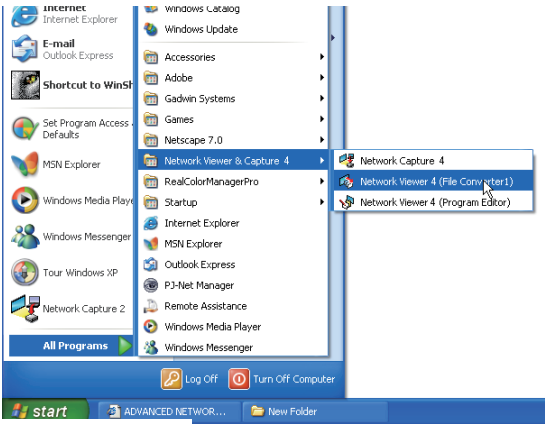 Internet
Internet Explorer
E-mail
Outlook Express
Shortcut to WinSh
Set Program Access
Defaults
MSN Explorer
Windows Media Playe
Windows Messenger
Tour Windows XP
Network Capture 2
All Programs
Windows Catalog
Windows Update
Accessories
Adobe
Gadwin Systems
Games
Netscape 7.0
Network Viewer & Capture 4
RealColorManagerPro
Startup
Internet Explorer
MSN Explorer
Outlook Express
PJ-Net Manager
Remote Assistance
Windows Media Player
Windows Messenger
Network Capture 4
Network Viewer 4 (File Converter1)
Network Viewer 4 (Program Editor)
Log Off
Turn Off Computer
start
ADVANCED NETWOR...
New Folder